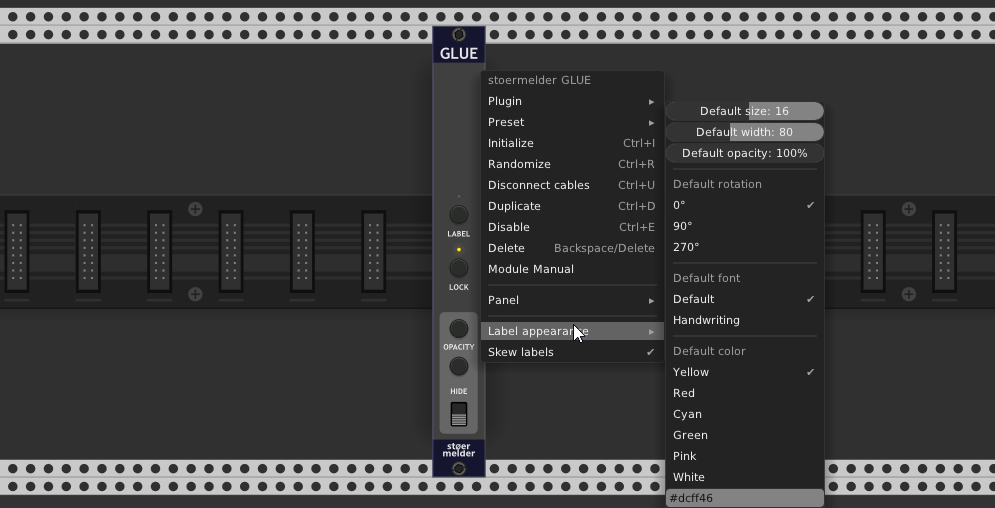 GLUE
LABEL
LOCK
OPACITY
HIDE
støer
melder
stoermelder GLUE
Plugin ▸
Preset ▸
Initialize Ctrl+I
Randomize Ctrl+R
Disconnect cables Ctrl+U
Duplicate Ctrl+D
Disable Ctrl+E
Delete Backspace/Delete
Module Manual
Panel ▸
Label appearance ▸
Skew labels ✔
Default size: 16
Default width: 80
Default opacity: 100%
Default rotation
0° ✔
90°
270°
Default font
Default ✔
Handwriting
Default color
Yellow ✔
Red
Cyan
Green
Pink
White
#dcff46